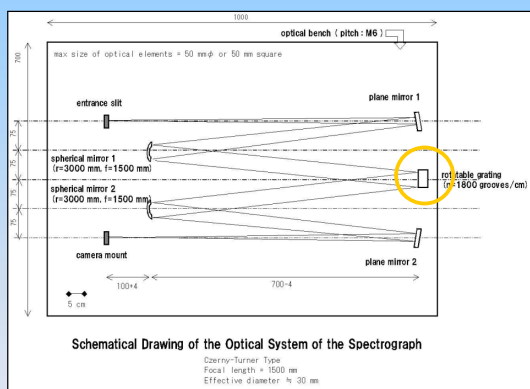 1000
optical bench ( pitch : M6 )
max size of optical elements = 50 mmφ or 50 mm square
700
entrance slit
plane mirror 1
75
75
75
75
spherical mirror 1
(r=3000 mm, f=1500 mm)
rotatable grating
(n=1800 grooves/cm)
spherical mirror 2
(r=3000 mm, f=1500 mm)
camera mount
plane mirror 2
100+4
700-4
5 cm
Schematical Drawing of the Optical System of the Spectrograph
Czerny-Turner Type
Focal length = 1500 mm
Effective diameter ≒ 30 mm